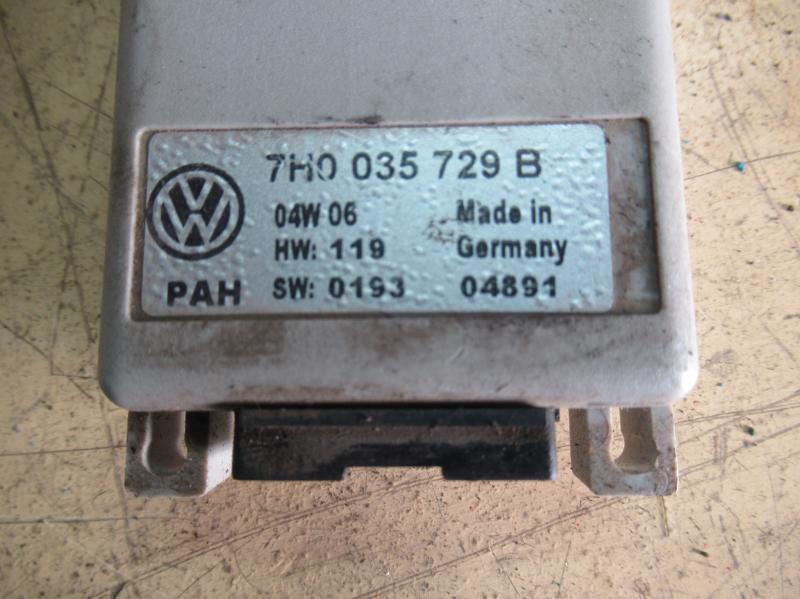 7H0 035 729 B
04W 06 Made in
HW: 119 Germany
PAH SW: 0193 04891